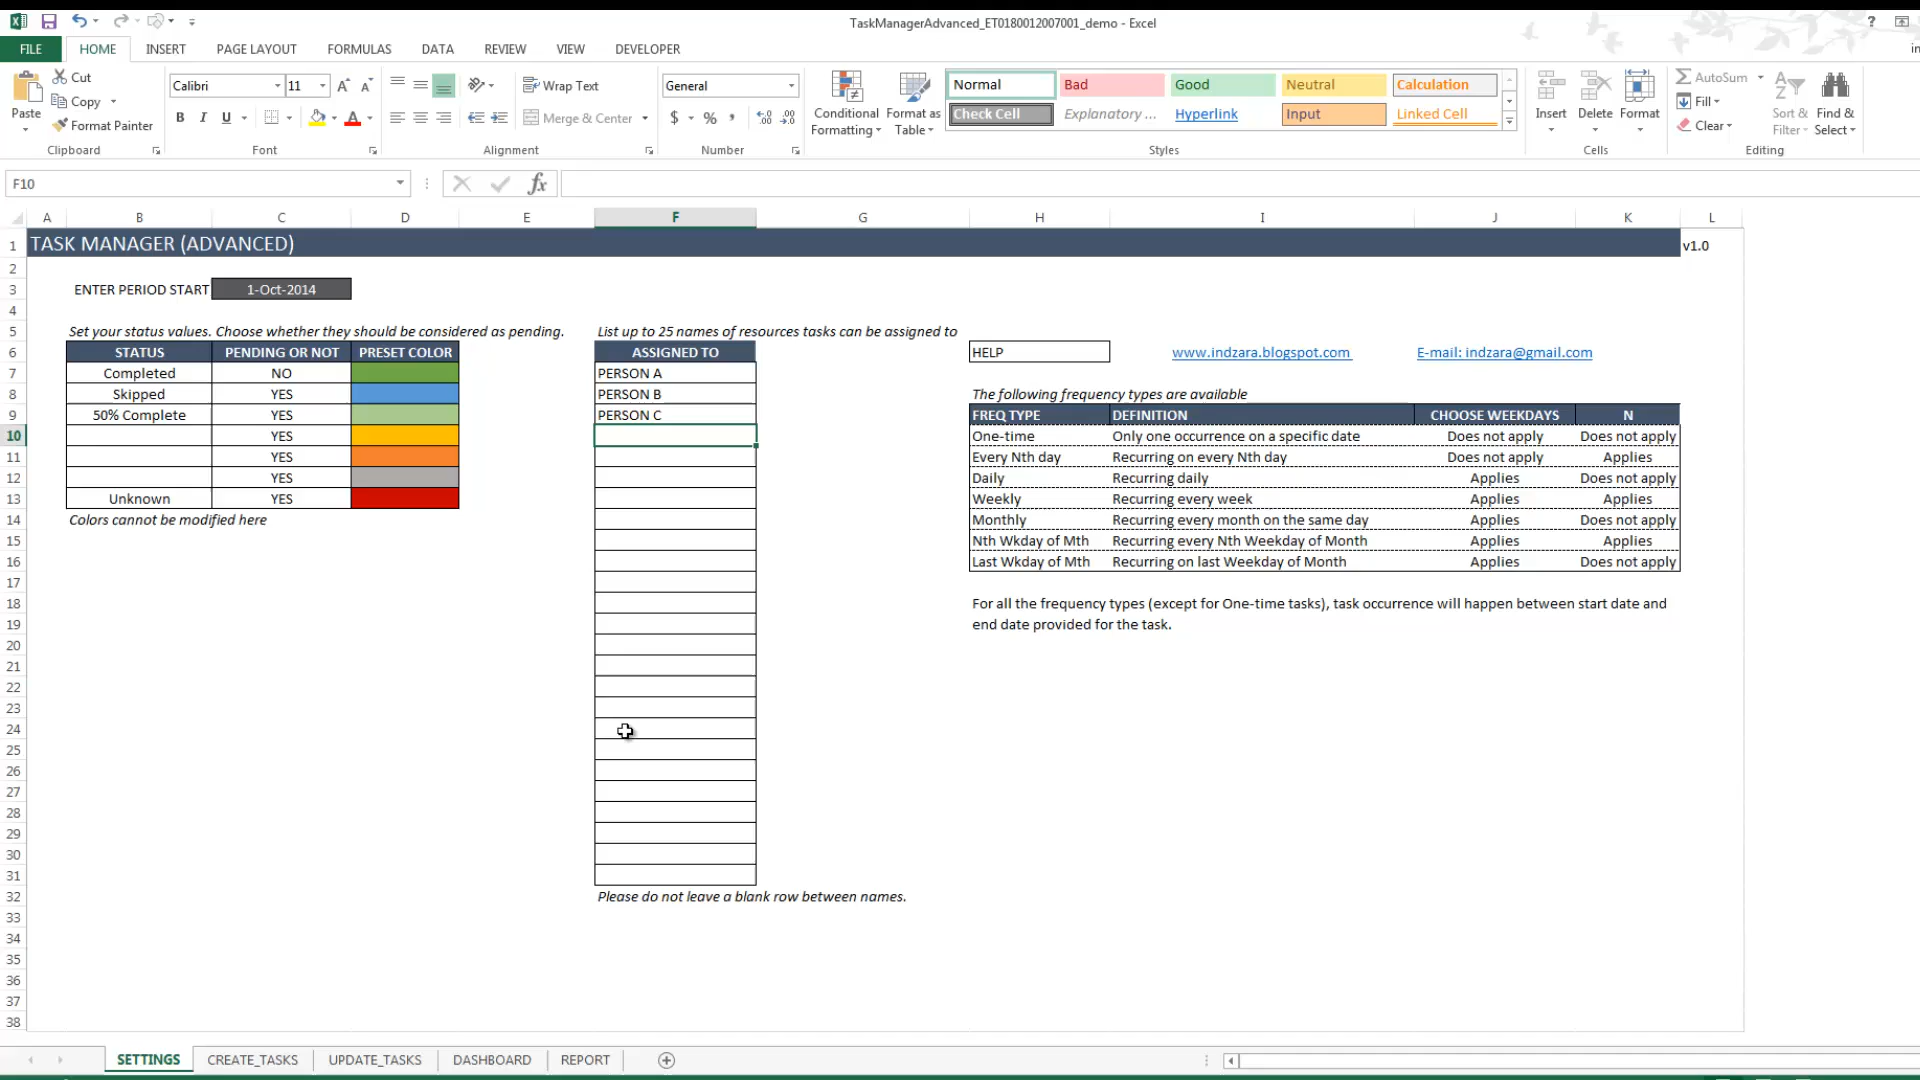 TaskManagerAdvanced_ET0180012007001_demo - Excel
FILE HOME INSERT PAGE LAYOUT FORMULAS DATA REVIEW VIEW DEVELOPER
Paste Cut Copy Format Painter Clipboard
Calibri 11 B I U Font
Wrap Text Merge & Center Alignment
General $ % , Number
Conditional Formatting Format as Table
Normal Bad Good Neutral Calculation
Check Cell Explanatory ... Hyperlink Input Linked Cell
Styles
Insert Delete Format Cells
AutoSum Fill Clear Sort & Filter Find & Select Editing
F10 fx
A B C D E F G H I J K L
1 TASK MANAGER (ADVANCED) v1.0
2
3 ENTER PERIOD START 1-Oct-2014
4
5 Set your status values. Choose whether they should be considered as pending. List up to 25 names of resources tasks can be assigned to
6 STATUS PENDING OR NOT PRESET COLOR ASSIGNED TO HELP www.indzara.blogspot.com E-mail: indzara@gmail.com
7 Completed NO PERSON A
8 Skipped YES PERSON B The following frequency types are available
9 50% Complete YES PERSON C FREQ TYPE DEFINITION CHOOSE WEEKDAYS N
10 YES One-time Only one occurrence on a specific date Does not apply Does not apply
11 YES Every Nth day Recurring on every Nth day Does not apply Applies
12 YES Daily Recurring daily Applies Does not apply
13 Unknown YES Weekly Recurring every week Applies Applies
14 Colors cannot be modified here Monthly Recurring every month on the same day Applies Does not apply
15 Nth Wkday of Mth Recurring every Nth Weekday of Month Applies Applies
16 Last Wkday of Mth Recurring on last Weekday of Month Applies Does not apply
17
18 For all the frequency types (except for One-time tasks), task occurrence will happen between start date and
19 end date provided for the task.
20
21
22
23
24
25
26
27
28
29
30
31
32 Please do not leave a blank row between names.
33
34
35
36
37
38
SETTINGS CREATE_TASKS UPDATE_TASKS DASHBOARD REPORT